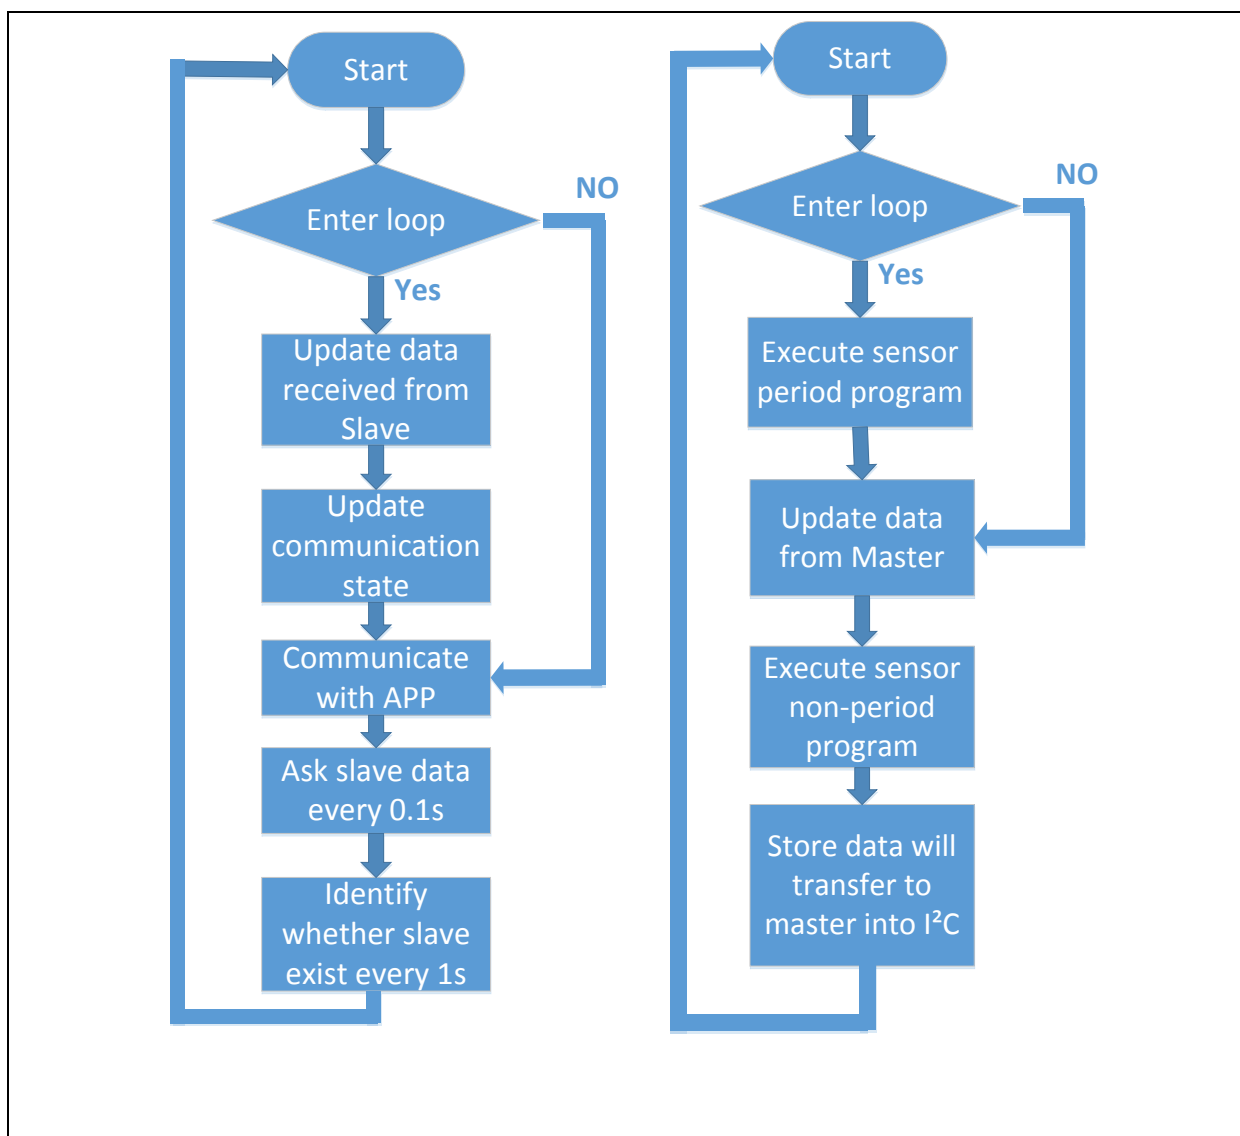 Start
Enter loop
NO
Yes
Update data
received from
Slave
Update
communication
state
Communicate
with APP
Ask slave data
every 0.1s
Identify
whether slave
exist every 1s
Start
Enter loop
NO
Yes
Execute sensor
period program
Update data
from Master
Execute sensor
non-period
program
Store data will
transfer to
master into I²C